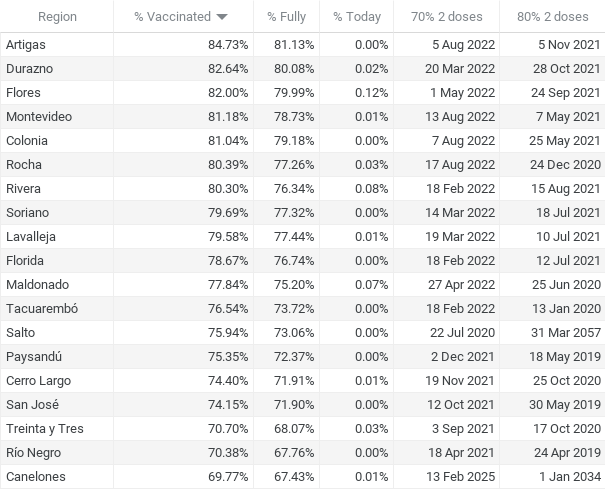 Region % Vaccinated % Fully % Today 70% 2 doses 80% 2 doses
Artigas 84.73% 81.13% 0.00% 5 Aug 2022 5 Nov 2021
Durazno 82.64% 80.08% 0.02% 20 Mar 2022 28 Oct 2021
Flores 82.00% 79.99% 0.12% 1 May 2022 24 Sep 2021
Montevideo 81.18% 78.73% 0.01% 13 Aug 2022 7 May 2021
Colonia 81.04% 79.18% 0.00% 7 Aug 2022 25 May 2021
Rocha 80.39% 77.26% 0.03% 17 Aug 2022 24 Dec 2020
Rivera 80.30% 76.34% 0.08% 18 Feb 2022 15 Aug 2021
Soriano 79.69% 77.32% 0.00% 14 Mar 2022 18 Jul 2021
Lavalleja 79.58% 77.44% 0.01% 19 Mar 2022 10 Jul 2021
Florida 78.67% 76.74% 0.00% 18 Feb 2022 12 Jul 2021
Maldonado 77.84% 75.20% 0.07% 27 Apr 2022 25 Jun 2020
Tacuarembó 76.54% 73.72% 0.00% 18 Feb 2022 13 Jan 2020
Salto 75.94% 73.06% 0.00% 22 Jul 2020 31 Mar 2057
Paysandú 75.35% 72.37% 0.00% 2 Dec 2021 18 May 2019
Cerro Largo 74.40% 71.91% 0.01% 19 Nov 2021 25 Oct 2020
San José 74.15% 71.90% 0.00% 12 Oct 2021 30 May 2019
Treinta y Tres 70.70% 68.07% 0.03% 3 Sep 2021 17 Oct 2020
Río Negro 70.38% 67.76% 0.00% 18 Apr 2021 24 Apr 2019
Canelones 69.77% 67.43% 0.01% 13 Feb 2025 1 Jan 2034